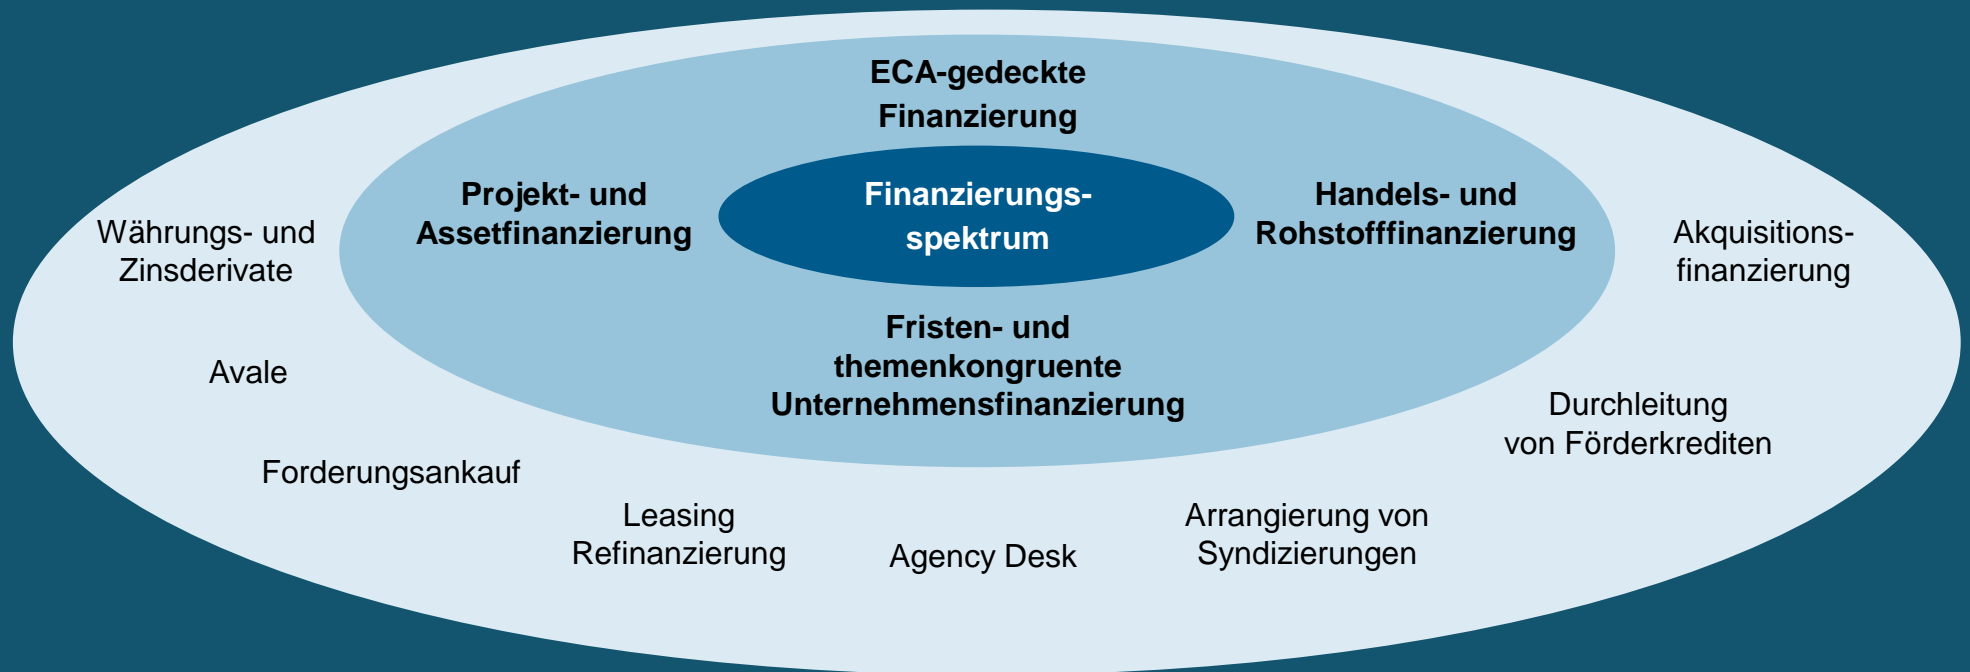 ECA-gedeckte
Finanzierung
Projekt- und
Assetfinanzierung
Finanzierungs-
spektrum
Handels- und
Rohstofffinanzierung
Fristen- und
themenkongruente
Unternehmensfinanzierung
Währungs- und
Zinsderivate
Avale
Forderungsankauf
Leasing
Refinanzierung
Agency Desk
Arrangierung von
Syndizierungen
Durchleitung
von Förderkrediten
Akquisitions-
finanzierung